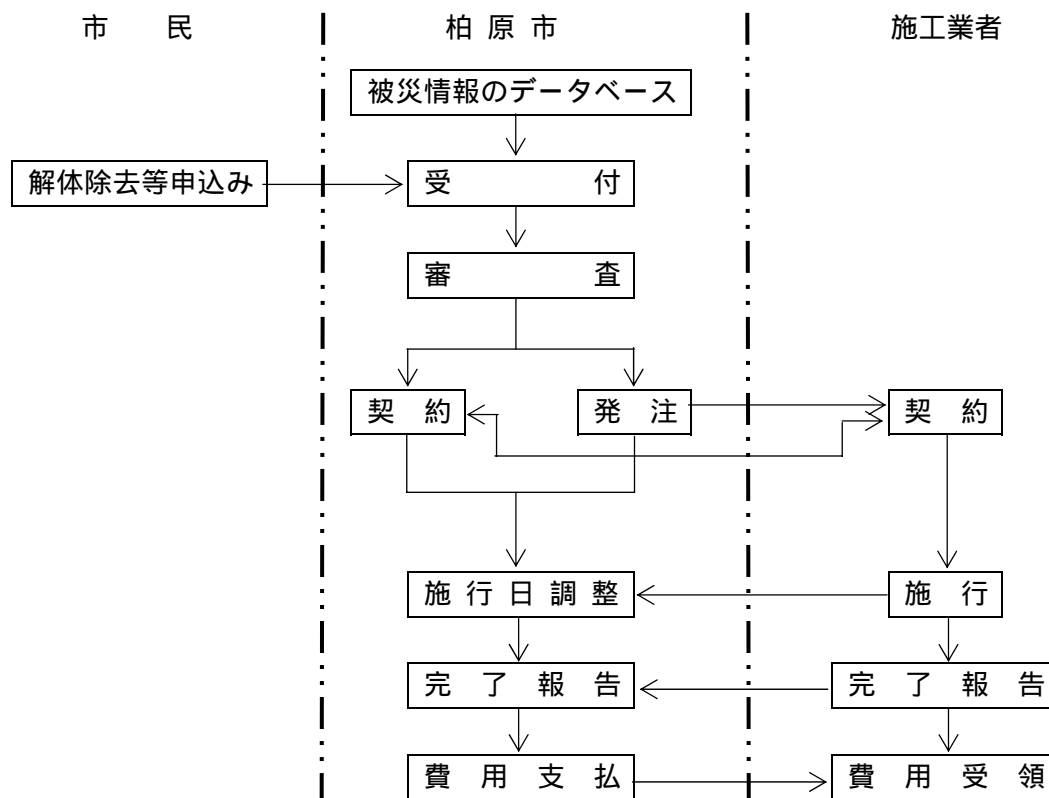 市 民 柏 原 市 施工業者
被災情報のデータベース
解体除去等申込み 受 付
審 査
契 約 発 注 契 約
施 行 日 調 整 施 行
完 了 報 告 完 了 報 告
費 用 支 払 費 用 受 領